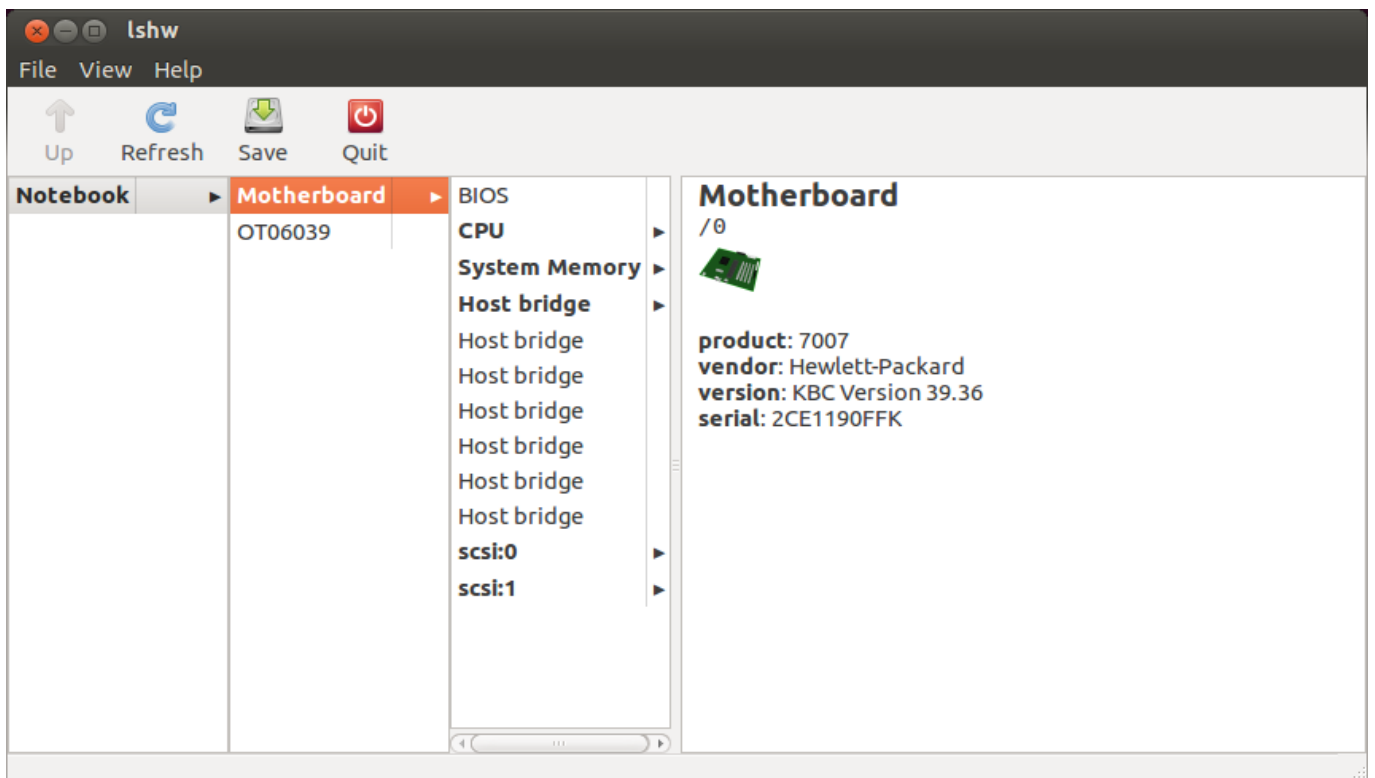 lshw
File View Help
Up Refresh Save Quit
Notebook
Motherboard
OT06039
BIOS
CPU
System Memory
Host bridge
Host bridge
Host bridge
Host bridge
Host bridge
Host bridge
Host bridge
scsi:0
scsi:1
Motherboard
/0
product: 7007
vendor: Hewlett-Packard
version: KBC Version 39.36
serial: 2CE1190FFK